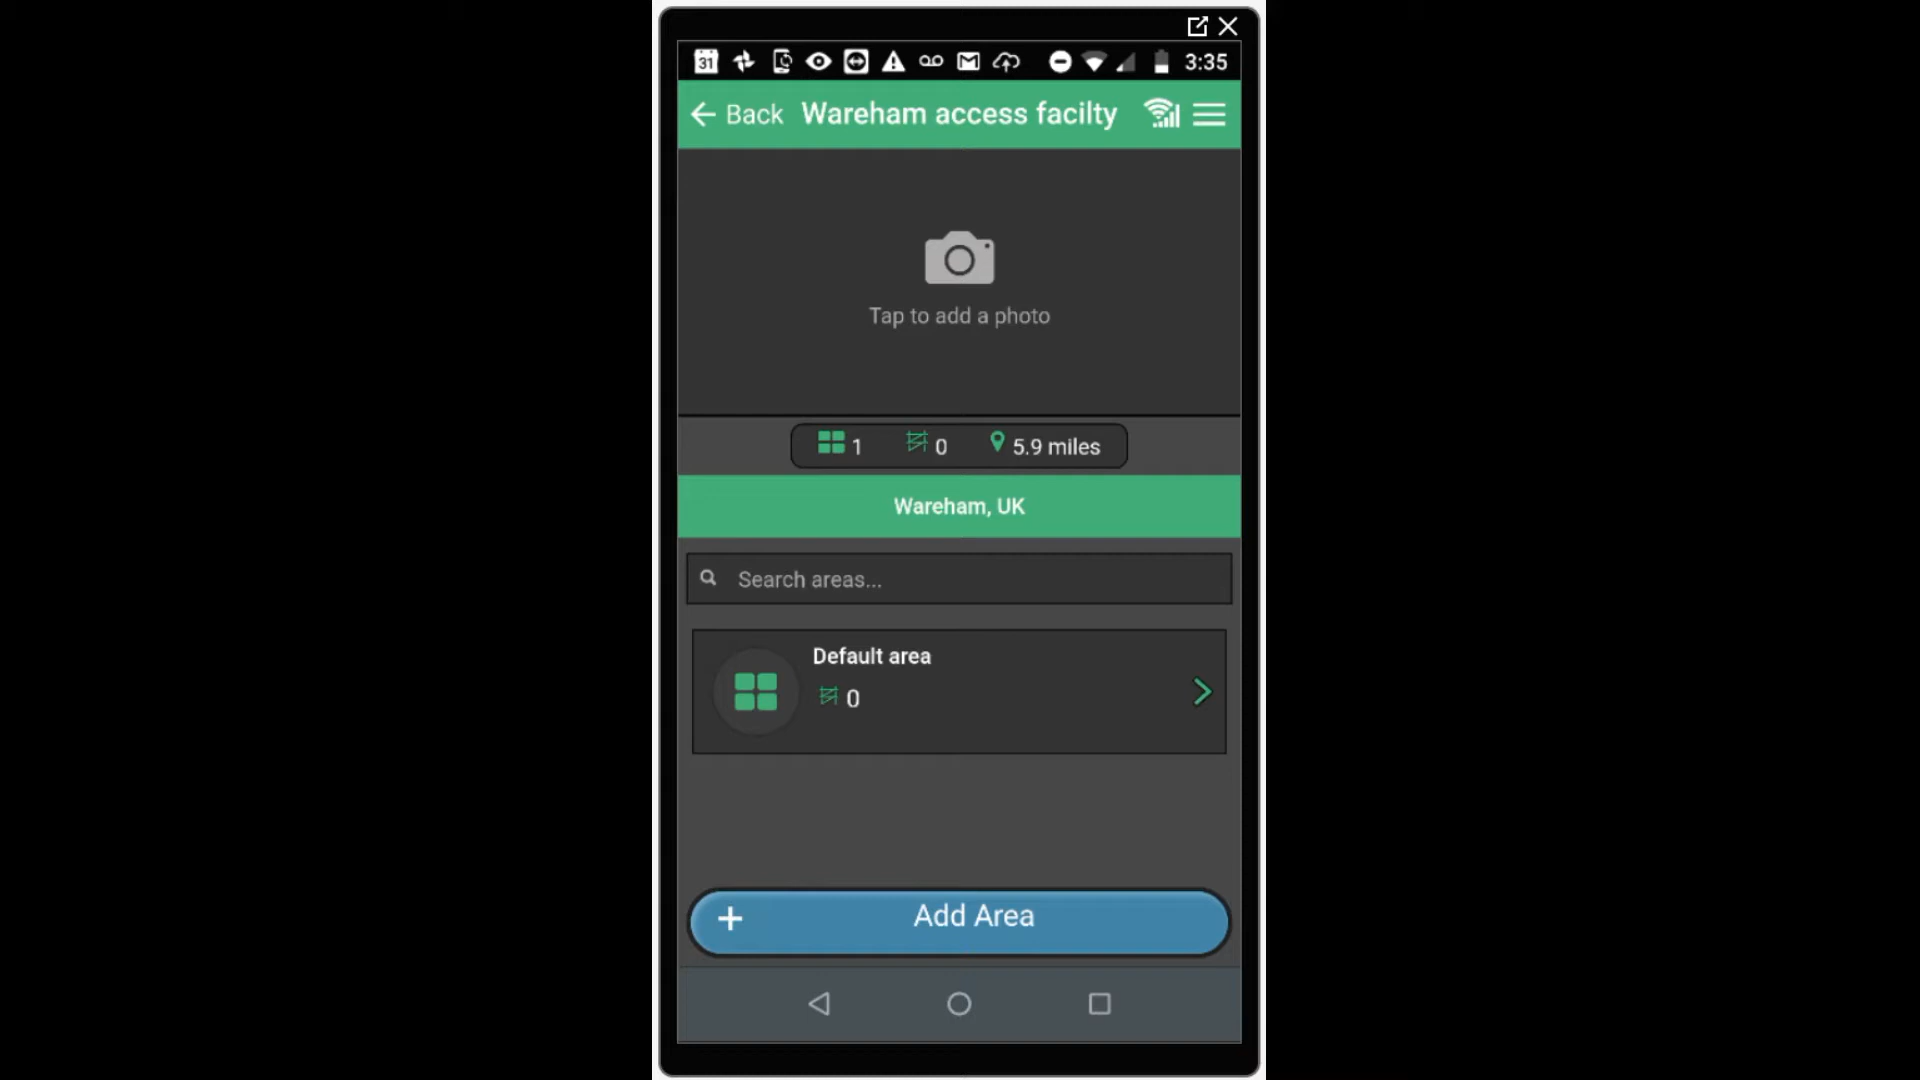 31
3:35
Back Wareham access facilty
Tap to add a photo
1 0 5.9 miles
Wareham, UK
Search areas...
Default area
0
Add Area